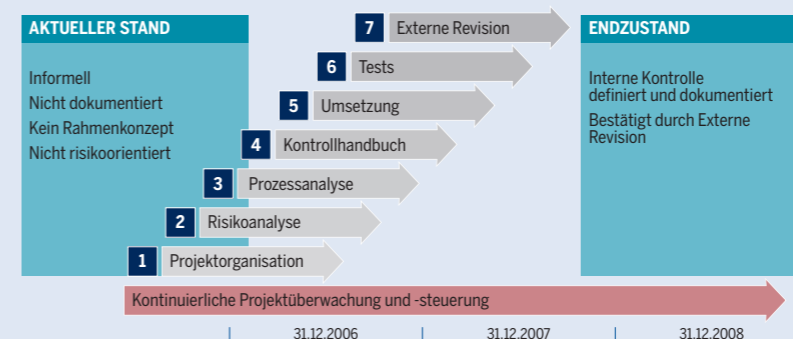 AKTUELLER STAND
Informell
Nicht dokumentiert
Kein Rahmenkonzept
Nicht risikoorientiert
7 Externe Revision
6 Tests
5 Umsetzung
4 Kontrollhandbuch
3 Prozessanalyse
2 Risikoanalyse
1 Projektorganisation
ENDZUSTAND
Interne Kontrolle
definiert und dokumentiert
Bestätigt durch Externe
Revision
Kontinuierliche Projektüberwachung und -steuerung
31.12.2006 31.12.2007 31.12.2008